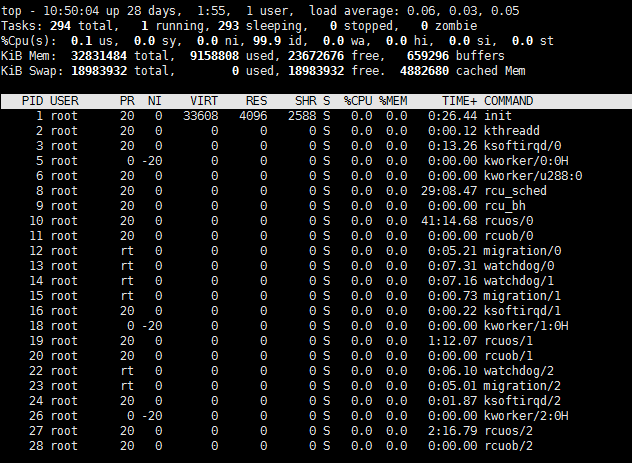 top - 10:50:04 up 28 days,  1:55,  1 user,  load average: 0.06, 0.03, 0.05
Tasks: 294 total,   1 running, 293 sleeping,   0 stopped,   0 zombie
%Cpu(s):  0.1 us,  0.0 sy,  0.0 ni, 99.9 id,  0.0 wa,  0.0 hi,  0.0 si,  0.0 st
KiB Mem:  32831484 total,  9158808 used, 23672676 free,   659296 buffers
KiB Swap: 18983932 total,        0 used, 18983932 free.  4882680 cached Mem
PID USER      PR  NI    VIRT    RES    SHR S  %CPU %MEM     TIME+ COMMAND
1 root      20   0   33608   4096   2588 S   0.0  0.0   0:26.44 init
2 root      20   0       0      0      0 S   0.0  0.0   0:00.12 kthreadd
3 root      20   0       0      0      0 S   0.0  0.0   0:13.26 ksoftirqd/0
5 root       0 -20       0      0      0 S   0.0  0.0   0:00.00 kworker/0:0H
6 root      20   0       0      0      0 S   0.0  0.0   0:00.00 kworker/u288:0
8 root      20   0       0      0      0 S   0.0  0.0  29:08.47 rcu_sched
9 root      20   0       0      0      0 S   0.0  0.0   0:00.00 rcu_bh
10 root      20   0       0      0      0 S   0.0  0.0  41:14.68 rcuos/0
11 root      20   0       0      0      0 S   0.0  0.0   0:00.00 rcuob/0
12 root      rt   0       0      0      0 S   0.0  0.0   0:05.21 migration/0
13 root      rt   0       0      0      0 S   0.0  0.0   0:07.31 watchdog/0
14 root      rt   0       0      0      0 S   0.0  0.0   0:07.16 watchdog/1
15 root      rt   0       0      0      0 S   0.0  0.0   0:00.73 migration/1
16 root      20   0       0      0      0 S   0.0  0.0   0:00.22 ksoftirqd/1
18 root       0 -20       0      0      0 S   0.0  0.0   0:00.00 kworker/1:0H
19 root      20   0       0      0      0 S   0.0  0.0   1:12.07 rcuos/1
20 root      20   0       0      0      0 S   0.0  0.0   0:00.00 rcuob/1
22 root      rt   0       0      0      0 S   0.0  0.0   0:06.10 watchdog/2
23 root      rt   0       0      0      0 S   0.0  0.0   0:05.01 migration/2
24 root      20   0       0      0      0 S   0.0  0.0   0:01.87 ksoftirqd/2
26 root       0 -20       0      0      0 S   0.0  0.0   0:00.00 kworker/2:0H
27 root      20   0       0      0      0 S   0.0  0.0   2:16.79 rcuos/2
28 root      20   0       0      0      0 S   0.0  0.0   0:00.00 rcuob/2